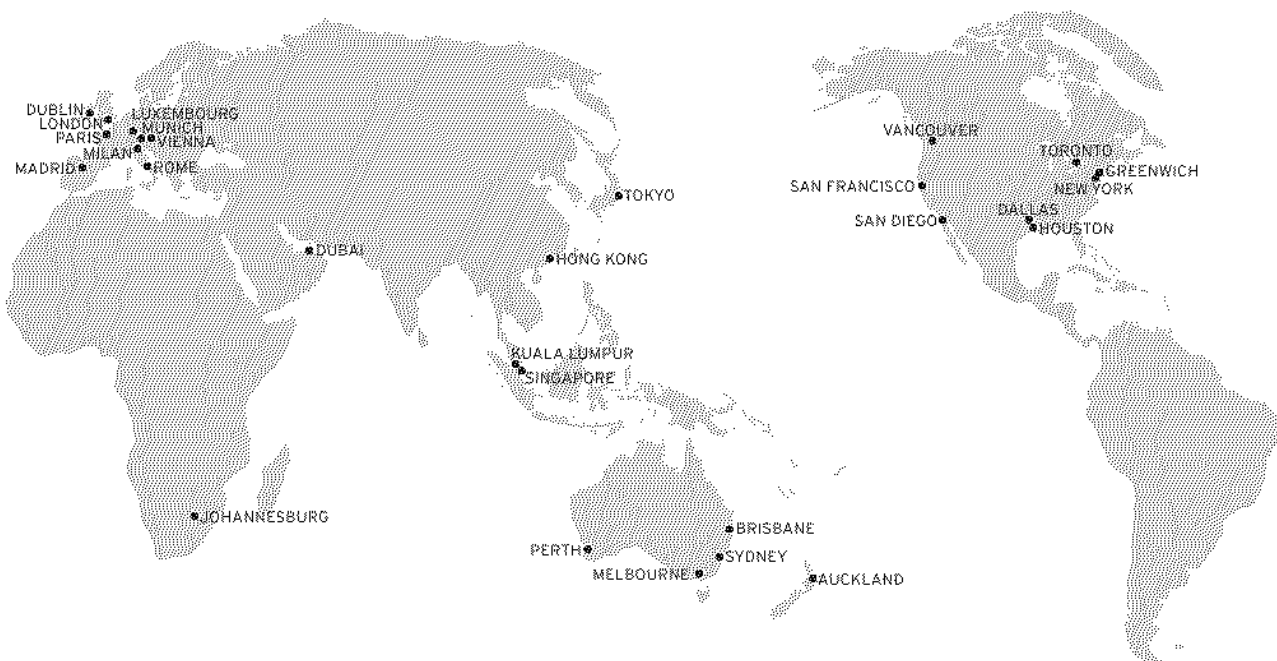 DUBLIN
LUXEMBOURG
LONDON
MUNICH
PARIS
VIENNA
MILAN
MADRID
ROME
TOKYO
DUBAI
HONG KONG
KUALA LUMPUR
SINGAPORE
JOHANNESBURG
PERTH
BRISBANE
SYDNEY
MELBOURNE
AUCKLAND
VANCOUVER
TORONTO
GREENWICH
SAN FRANCISCO
NEW YORK
DALLAS
SAN DIEGO
HOUSTON